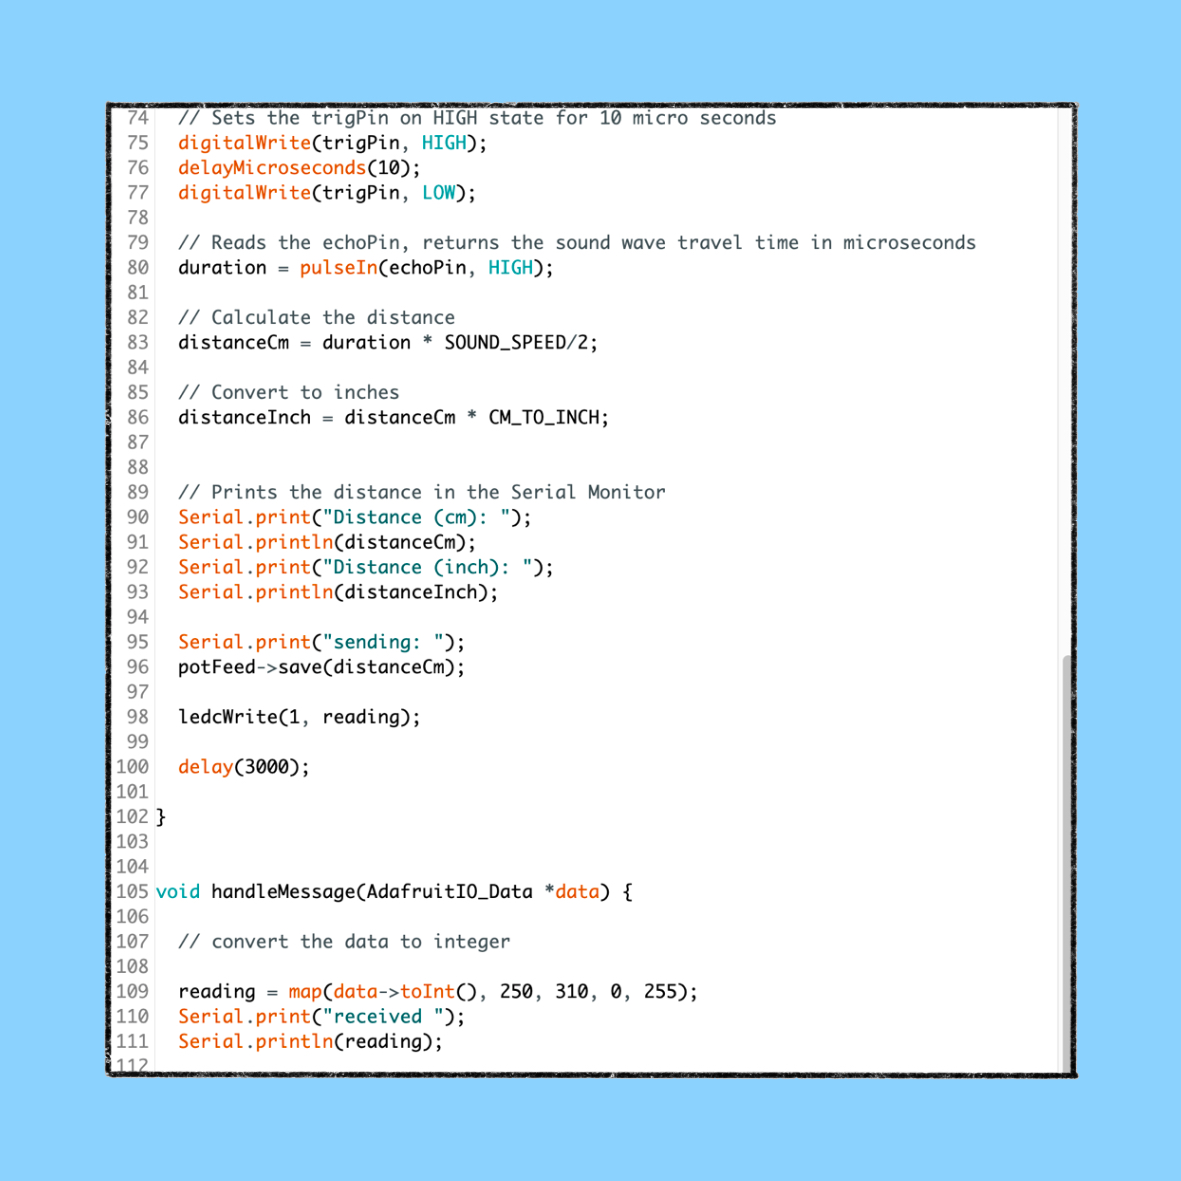 74 // Sets the trigPin on HIGH state for 10 micro seconds
75 digitalWrite(trigPin, HIGH);
76 delayMicroseconds(10);
77 digitalWrite(trigPin, LOW);
78
79 // Reads the echoPin, returns the sound wave travel time in microseconds
80 duration = pulseIn(echoPin, HIGH);
81
82 // Calculate the distance
83 distanceCm = duration * SOUND_SPEED/2;
84
85 // Convert to inches
86 distanceInch = distanceCm * CM_TO_INCH;
87
88
89 // Prints the distance in the Serial Monitor
90 Serial.print("Distance (cm): ");
91 Serial.println(distanceCm);
92 Serial.print("Distance (inch): ");
93 Serial.println(distanceInch);
94
95 Serial.print("sending: ");
96 potFeed->save(distanceCm);
97
98 ledcWrite(1, reading);
99
100 delay(3000);
101
102 }
103
104
105 void handleMessage(AdafruitIO_Data *data) {
106
107 // convert the data to integer
108
109 reading = map(data->toInt(), 250, 310, 0, 255);
110 Serial.print("received ");
111 Serial.println(reading);
112